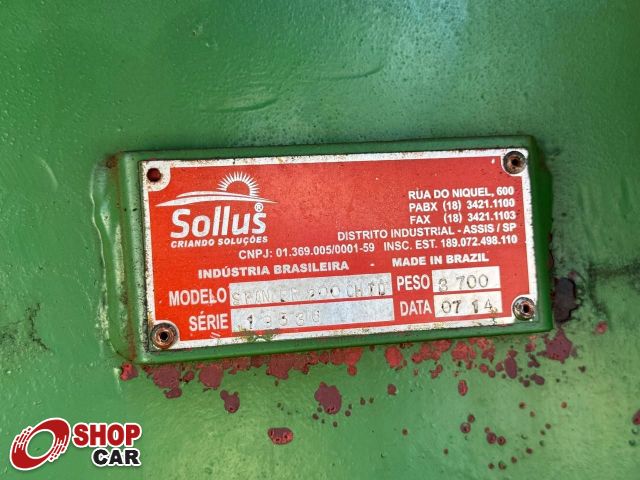 Sollus®
CRIANDO SOLUÇÕES
RUA DO NIQUEL, 600
PABX (18) 3421.1100
FAX (18) 3421.1103
DISTRITO INDUSTRIAL - ASSIS / SP
CNPJ: 01.369.005/0001-59 INSC. EST. 189.072.498.110
INDÚSTRIA BRASILEIRA - MADE IN BRAZIL
MODELO PESO 3 700
SÉRIE DATA 07 14
SHOP
CAR